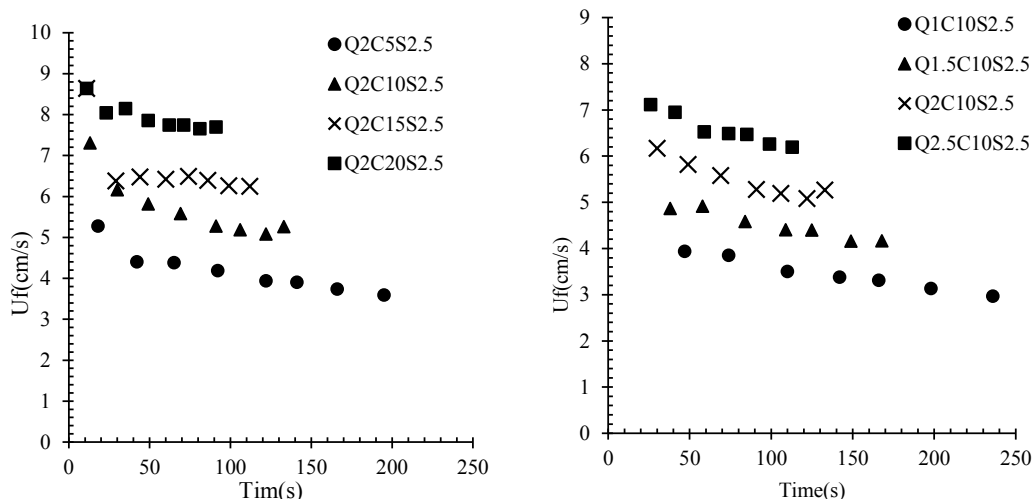 10
9
8
7
6
5
4
3
2
1
0
Uf(cm/s)
0 50 100 150 200 250
Tim(s)
Q2C5S2.5
Q2C10S2.5
Q2C15S2.5
Q2C20S2.5
9
8
7
6
5
4
3
2
1
0
Uf(cm/s)
0 50 100 150 200 250
Time(s)
Q1C10S2.5
Q1.5C10S2.5
Q2C10S2.5
Q2.5C10S2.5